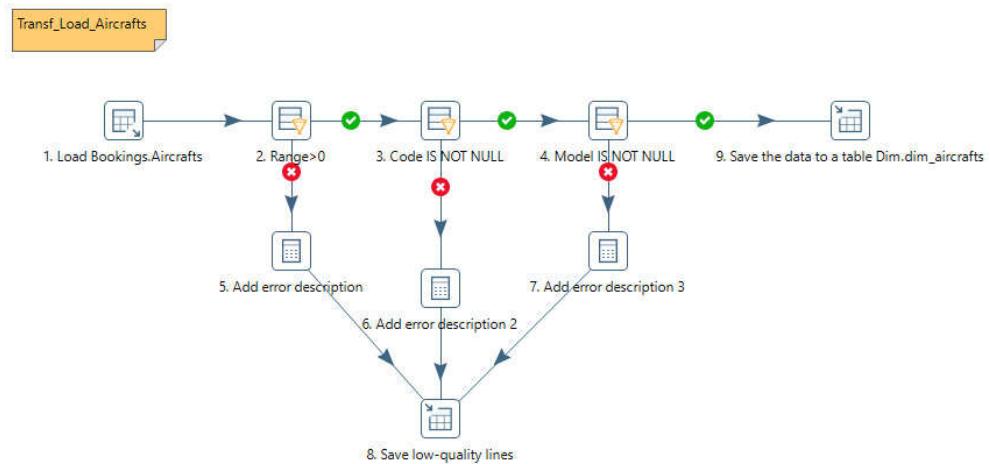 Transf_Load_Aircrafts
1. Load Bookings.Aircrafts
2. Range>0
3. Code IS NOT NULL
4. Model IS NOT NULL
9. Save the data to a table Dim.dim_aircrafts
5. Add error description
6. Add error description 2
7. Add error description 3
8. Save low-quality lines